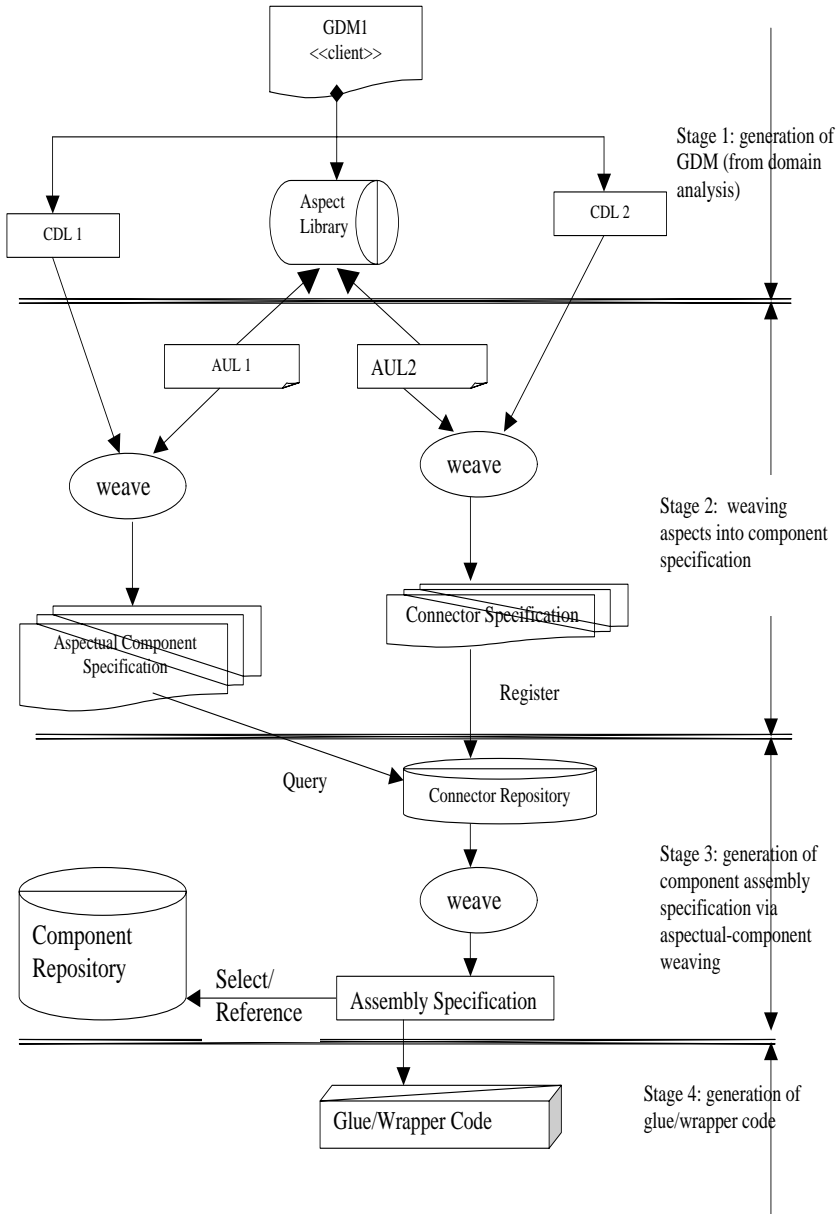 GDM1
<<client>>
Stage 1: generation of
GDM (from domain
analysis)
Aspect
Library
CDL 1
CDL 2
AUL 1
AUL2
weave
weave
Stage 2:  weaving
aspects into component
specification
Connector Specification
Aspectual Component
Specification
Register
Query
Connector Repository
Stage 3: generation of
component assembly
specification via
aspectual-component
weaving
weave
Component
Repository
Select/
Reference
Assembly Specification
Stage 4: generation of
glue/wrapper code
Glue/Wrapper Code